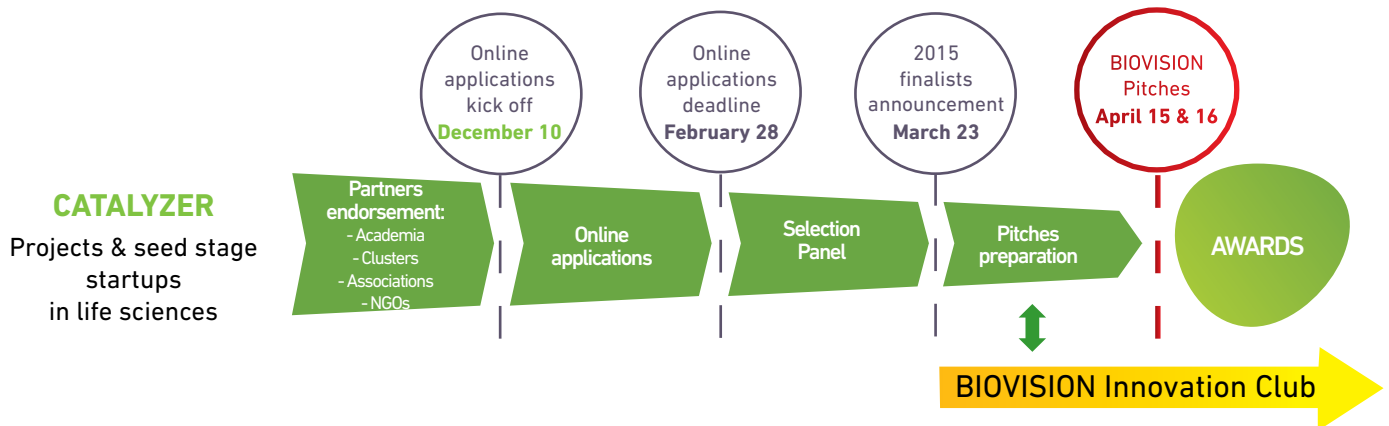 Online
applications
kick off
December 10
Online
applications
deadline
February 28
2015
finalists
announcement
March 23
BIOVISION
Pitches
April 15 & 16
CATALYZER
Projects & seed stage
startups
in life sciences
Partners
endorsement:
- Academia
- Clusters
- Associations
- NGOs
Online
applications
Selection
Panel
Pitches
preparation
AWARDS
BIOVISION Innovation Club